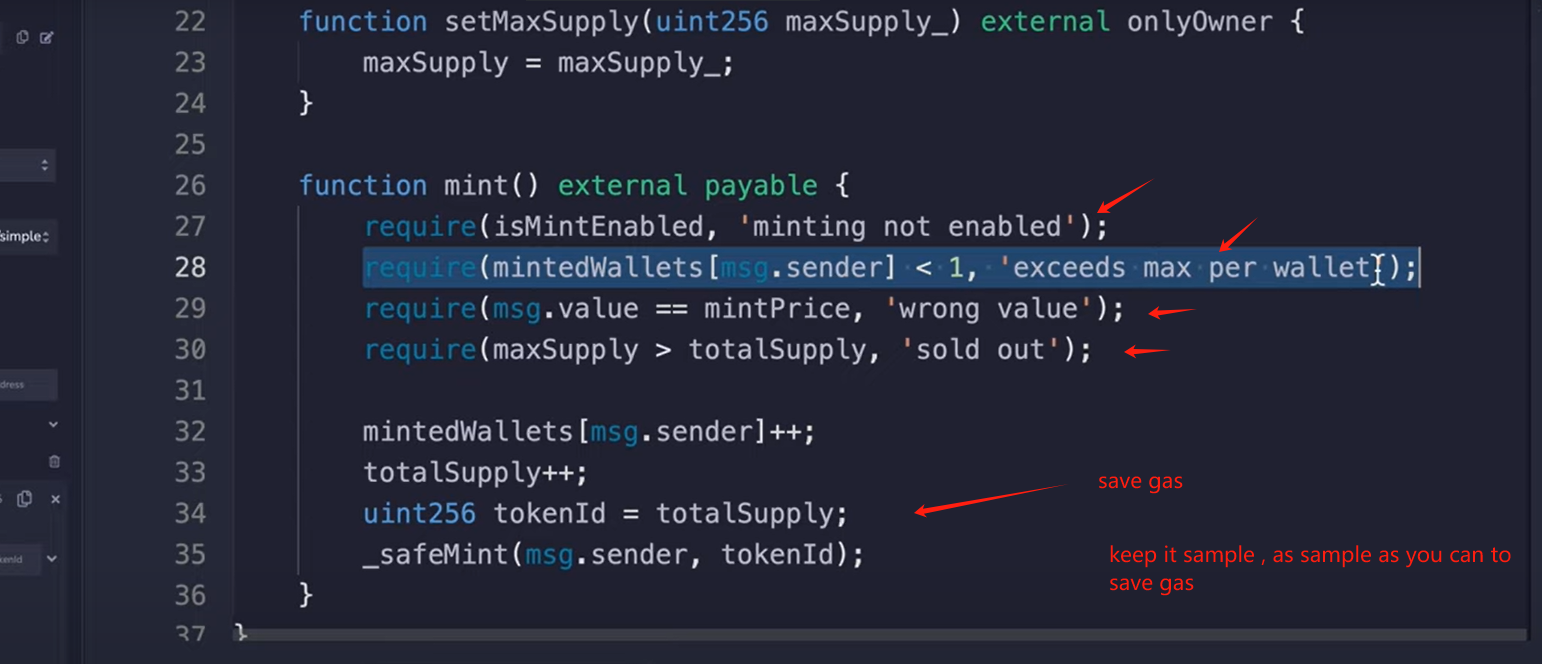 22 function setMaxSupply(uint256 maxSupply_) external onlyOwner {
23 maxSupply = maxSupply_;
24 }
25
26 function mint() external payable {
27 require(isMintEnabled, 'minting not enabled');
simple
28 require(mintedWallets[msg.sender] < 1, 'exceeds max per wallet');
29 require(msg.value == mintPrice, 'wrong value');
30 require(maxSupply > totalSupply, 'sold out');
31
dress
32 mintedWallets[msg.sender]++;
33 totalSupply++;
save gas
34 uint256 tokenId = totalSupply;
35 _safeMint(msg.sender, tokenId);
kenId
keep it sample , as sample as you can to
save gas
36 }
37 }